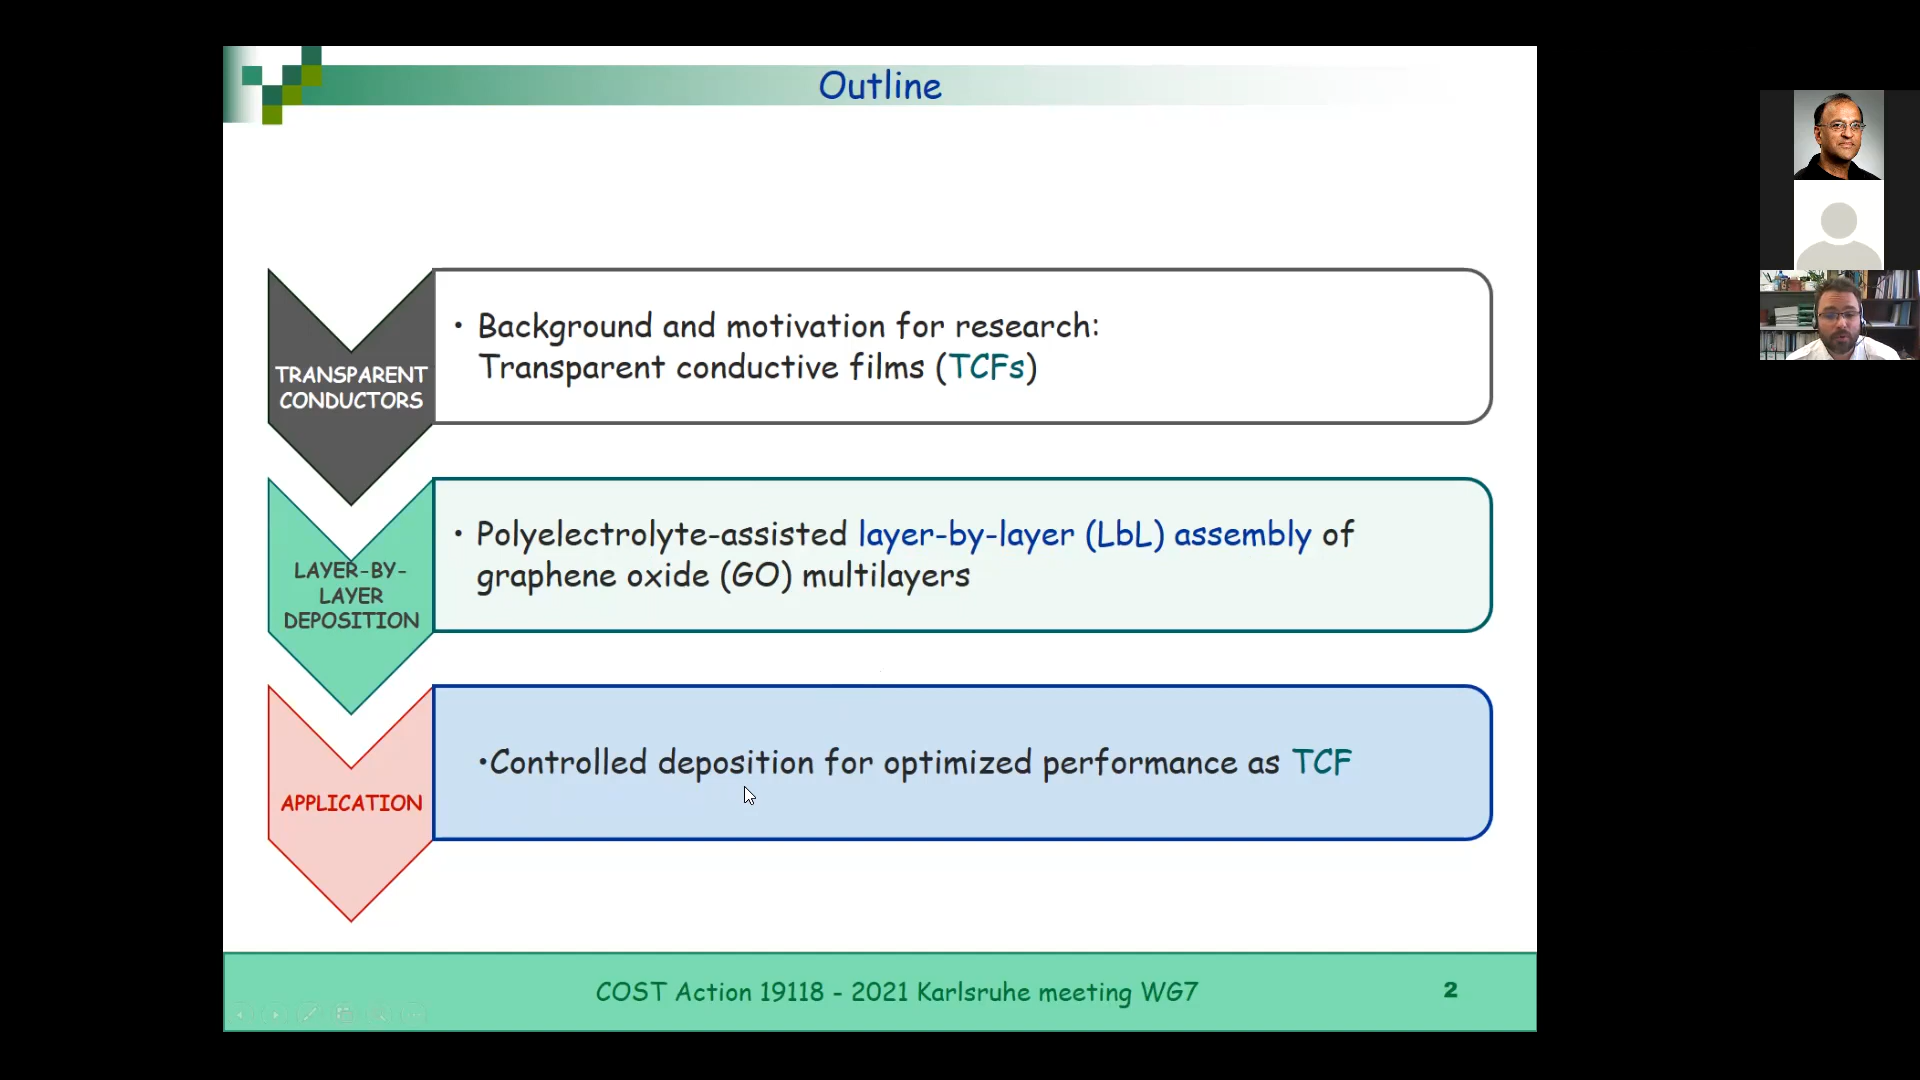 Outline
TRANSPARENT
CONDUCTORS
• Background and motivation for research:
Transparent conductive films (TCFs)
LAYER-BY-
LAYER
DEPOSITION
• Polyelectrolyte-assisted layer-by-layer (LbL) assembly of
graphene oxide (GO) multilayers
APPLICATION
•Controlled deposition for optimized performance as TCF
COST Action 19118 - 2021 Karlsruhe meeting WG7
2